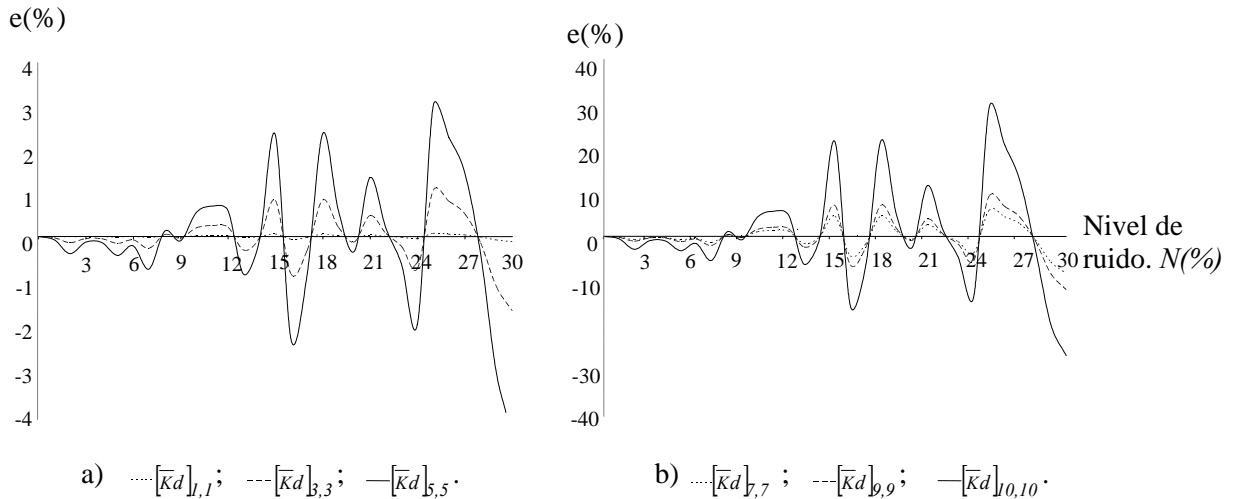 e(%)
4
3
2
1
0
-1
-2
-3
-4
3 6 9 12 15 18 21 24 27 30
a) [K̅d]1,1 ; [K̅d]3,3 ; [K̅d]5,5 .
e(%)
40
30
20
10
0
-10
-30
-40
3 6 9 12 15 18 21 24 27 30
Nivel de
ruido. N(%)
b) [K̅d]7,7 ; [K̅d]9,9 ; [K̅d]10,10 .